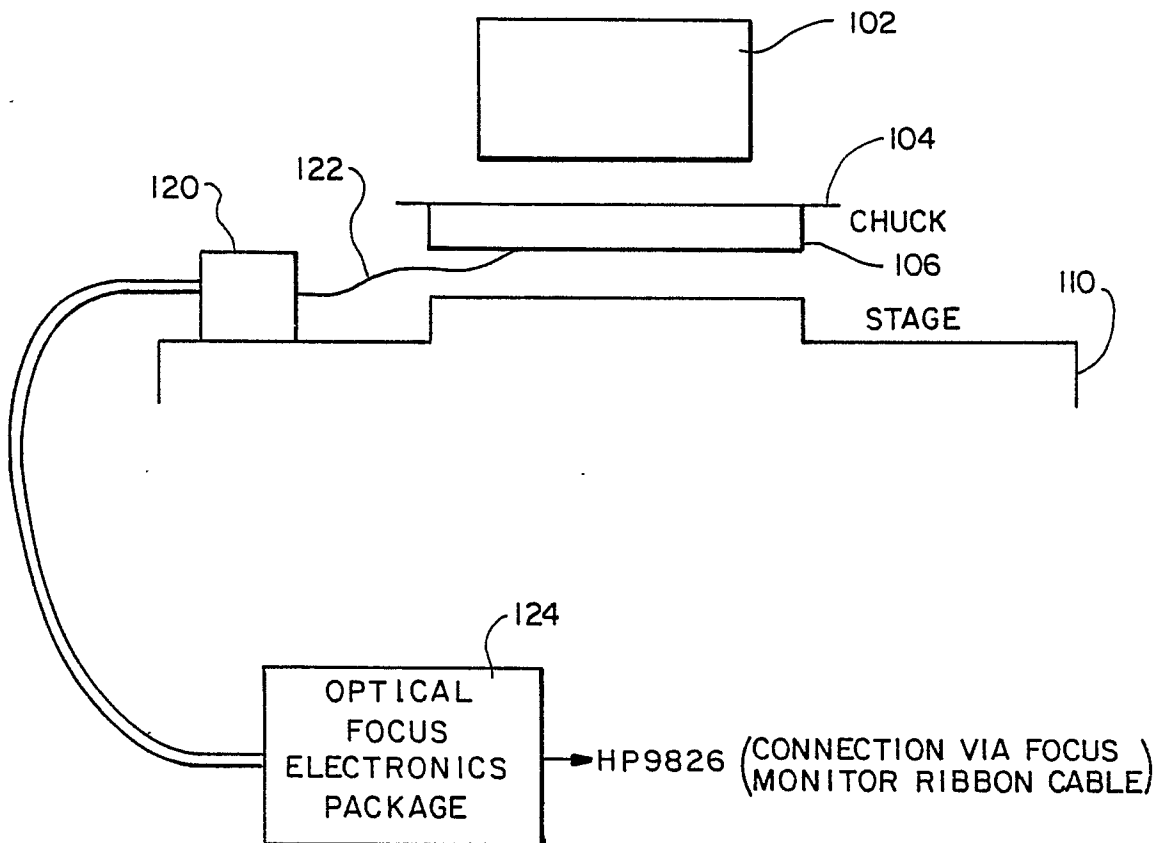 102
104
122
120
CHUCK
106
110
STAGE
124
OPTICAL
FOCUS
ELECTRONICS
PACKAGE
HP9826 (CONNECTION VIA FOCUS
MONITOR RIBBON CABLE)